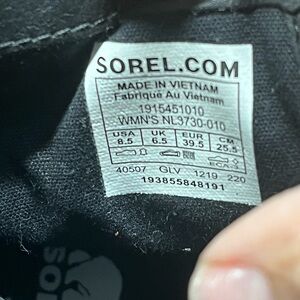 SOREL.COM
MADE IN VIETNAM
Fabriqué Au Vietnam
1915451010
WMN'S NL3730-010
USA UK EUR CM
8.5 6.5 39.5 25.5
40507 GLV 1219 220
193855848191
SO